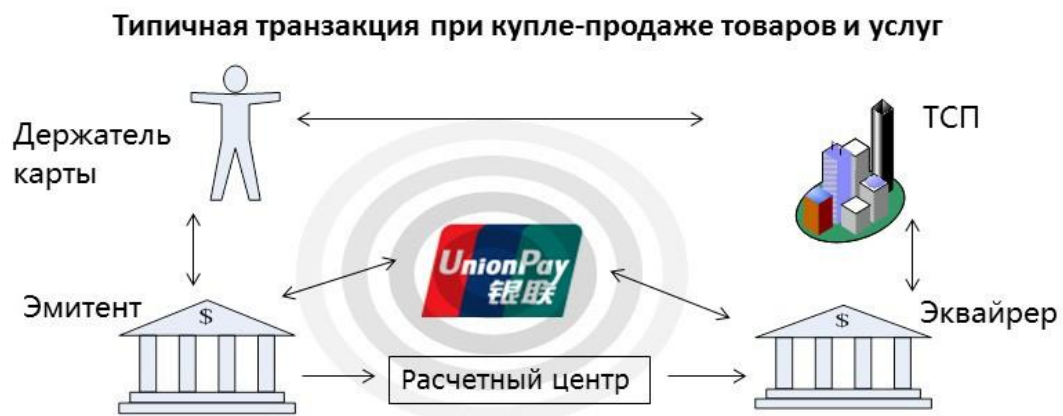 Типичная транзакция при купле-продаже товаров и услуг
Держатель
карты
ТСП
UnionPay
银联
Эмитент
$
$
Эквайрер
Расчетный центр